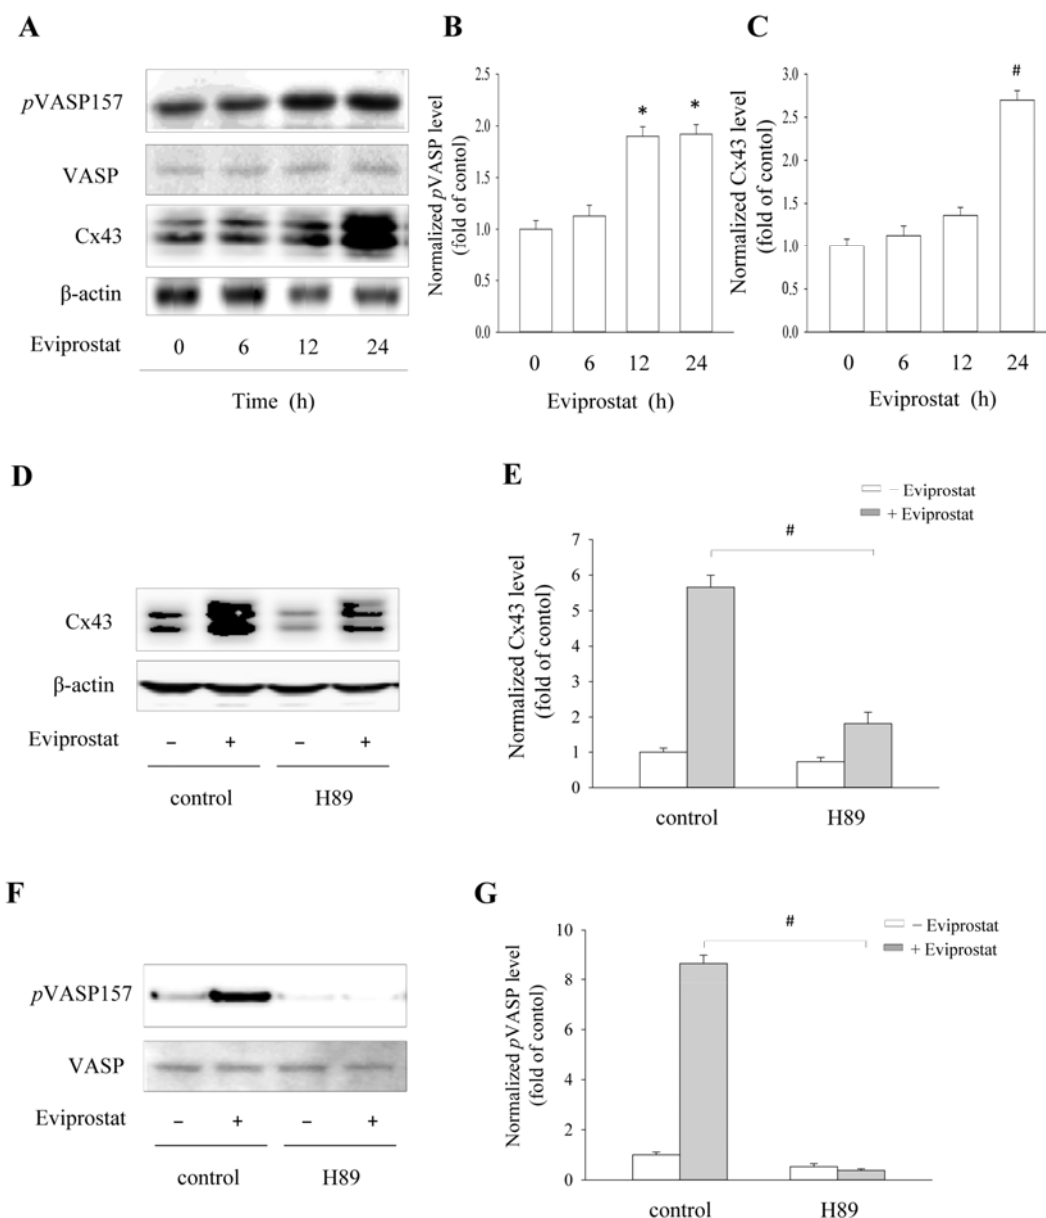 A
pVASP157
VASP
Cx43
β-actin
Eviprostat 0 6 12 24
Time (h)
B
Normalized pVASP level
(fold of contol)
2.5
2.0
1.5
1.0
0.5
0.0
* *
0 6 12 24
Eviprostat (h)
C
Normalized Cx43 level
(fold of contol)
3.0
2.5
2.0
1.5
1.0
0.5
0.0
#
0 6 12 24
Eviprostat (h)
D
Cx43
β-actin
Eviprostat – + – +
control H89
E
– Eviprostat
+ Eviprostat
#
Normalized Cx43 level
(fold of contol)
7
6
5
4
3
2
1
0
control H89
F
pVASP157
VASP
Eviprostat – + – +
control H89
G
– Eviprostat
+ Eviprostat
#
Normalized pVASP level
(fold of contol)
10
8
6
4
2
0
control H89